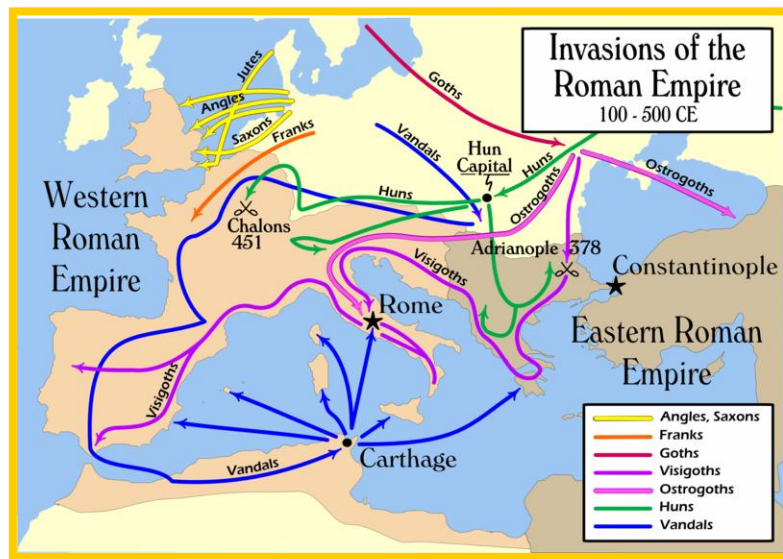 Invasions of the
Roman Empire
100 - 500 CE
Jutes
Angles
Saxons
Franks
Goths
Vandals
Hun
Capital
Huns
Huns
Ostrogoths
Ostrogoths
Western
Roman
Empire
Chalons
451
Adrianople 378
Visigoths
Constantinople
Rome
Eastern Roman
Empire
Visigoths
Carthage
Vandals
Angles, Saxons
Franks
Goths
Visigoths
Ostrogoths
Huns
Vandals